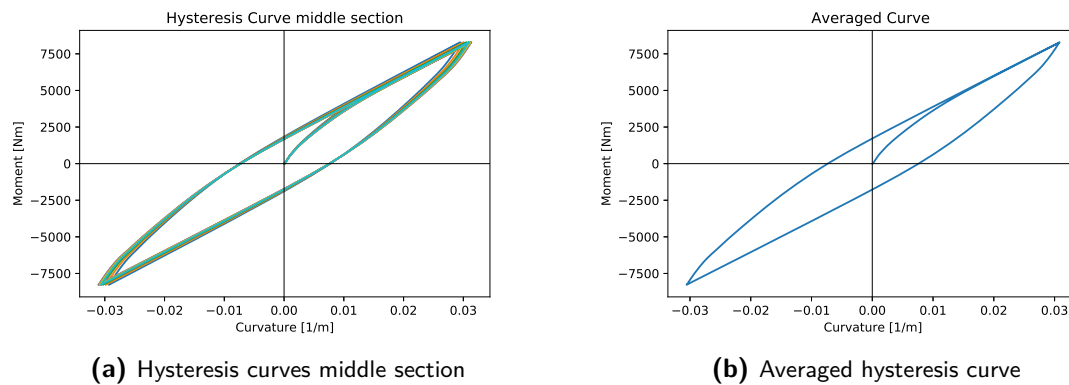 Hysteresis Curve middle section
7500
5000
2500
0
−2500
−5000
−7500
Moment [Nm]
−0.03 −0.02 −0.01 0.00 0.01 0.02 0.03
Curvature [1/m]
(a) Hysteresis curves middle section
Averaged Curve
7500
5000
2500
0
−2500
−5000
−7500
Moment [Nm]
−0.03 −0.02 −0.01 0.00 0.01 0.02 0.03
Curvature [1/m]
(b) Averaged hysteresis curve